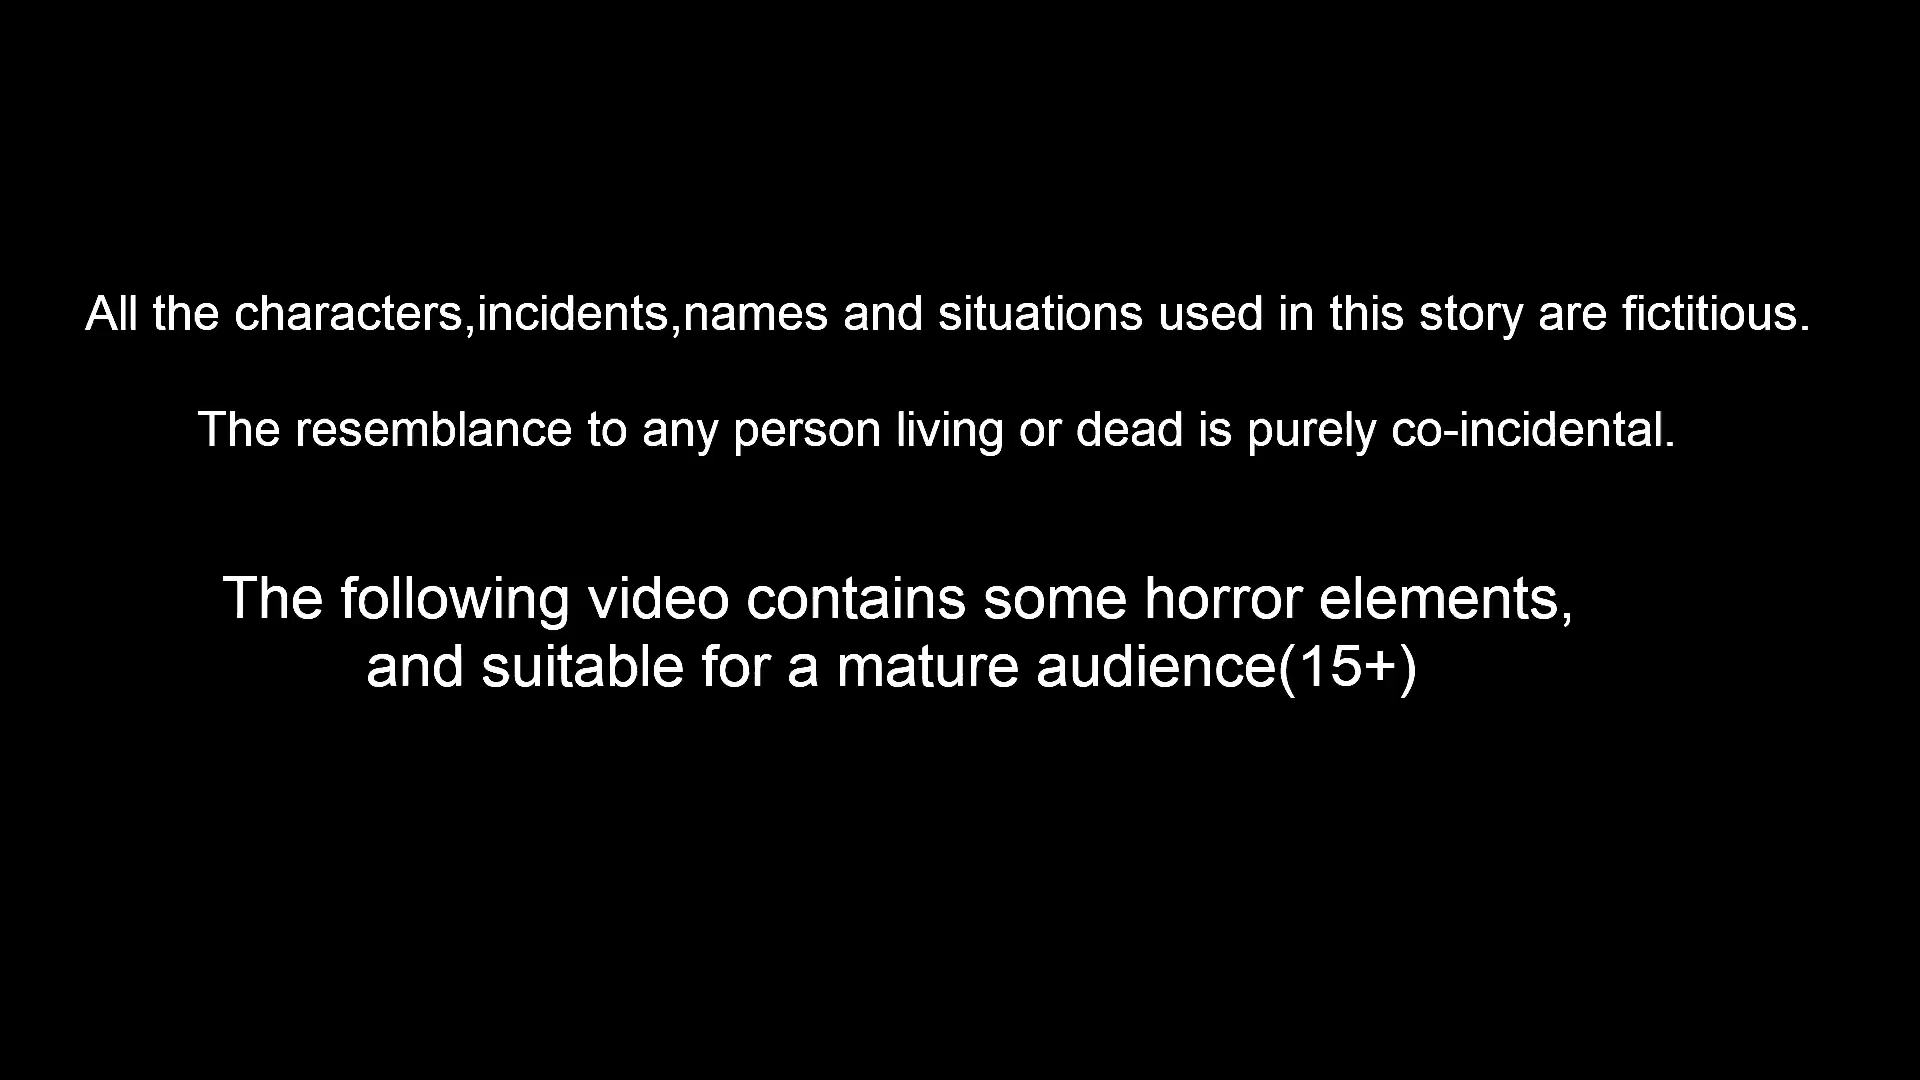 All the characters,incidents,names and situations used in this story are fictitious.
The resemblance to any person living or dead is purely co-incidental.
The following video contains some horror elements,
and suitable for a mature audience(15+)